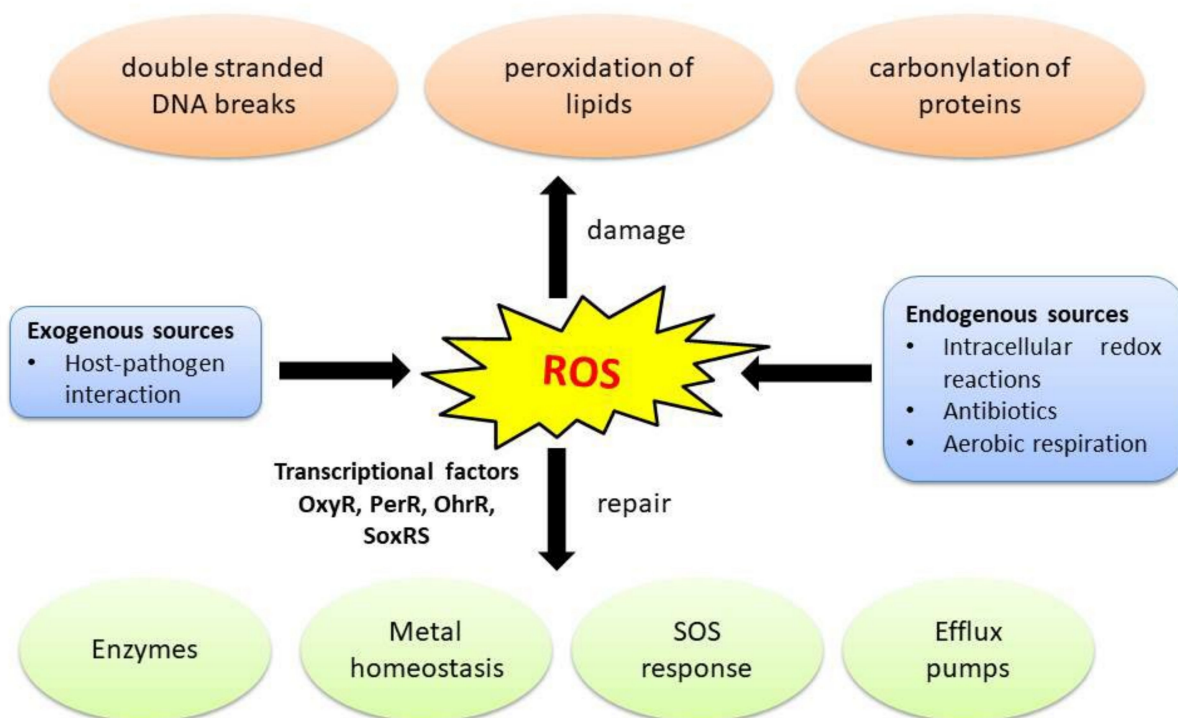 double stranded
DNA breaks
peroxidation of
lipids
carbonylation of
proteins
damage
Exogenous sources
• Host-pathogen
interaction
ROS
Endogenous sources
• Intracellular redox
reactions
• Antibiotics
• Aerobic respiration
Transcriptional factors
OxyR, PerR, OhrR,
SoxRS
repair
Enzymes
Metal
homeostasis
SOS
response
Efflux
pumps